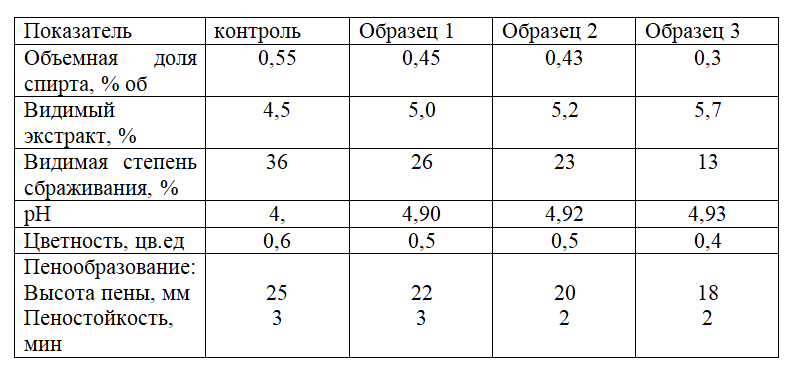 Показатель контроль Образец 1 Образец 2 Образец 3
Объемная доля 0,55 0,45 0,43 0,3
спирта, % об
Видимый 4,5 5,0 5,2 5,7
экстракт, %
Видимая степень 36 26 23 13
сбраживания, %
рН 4, 4,90 4,92 4,93
Цветность, цв.ед 0,6 0,5 0,5 0,4
Пенообразование:
Высота пены, мм 25 22 20 18
Пеностойкость, 3 3 2 2
мин